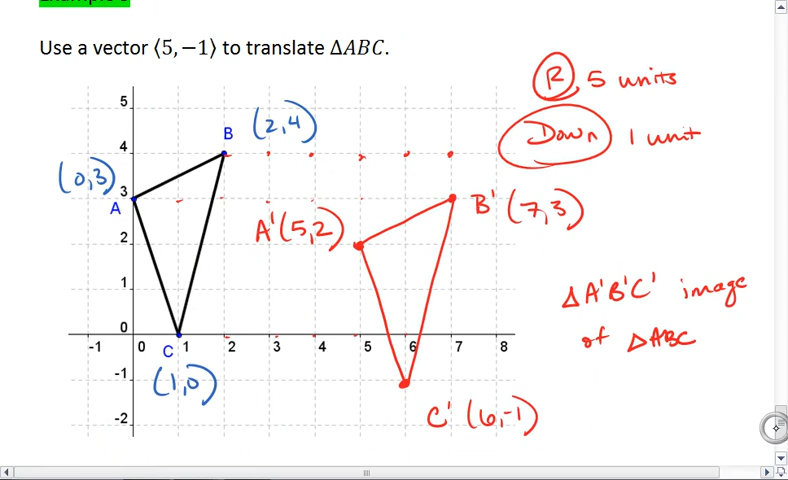 Use a vector ⟨5, −1⟩ to translate ΔABC.
R, 5 units
Down 1 unit
B (2,4)
(0,3)
A
A'(5,2)
B'(7,3)
C
(1,0)
C'(6,-1)
ΔA'B'C' image
of ΔABC
5
4
3
2
1
0
-1
-2
-1 0 1 2 3 4 5 6 7 8